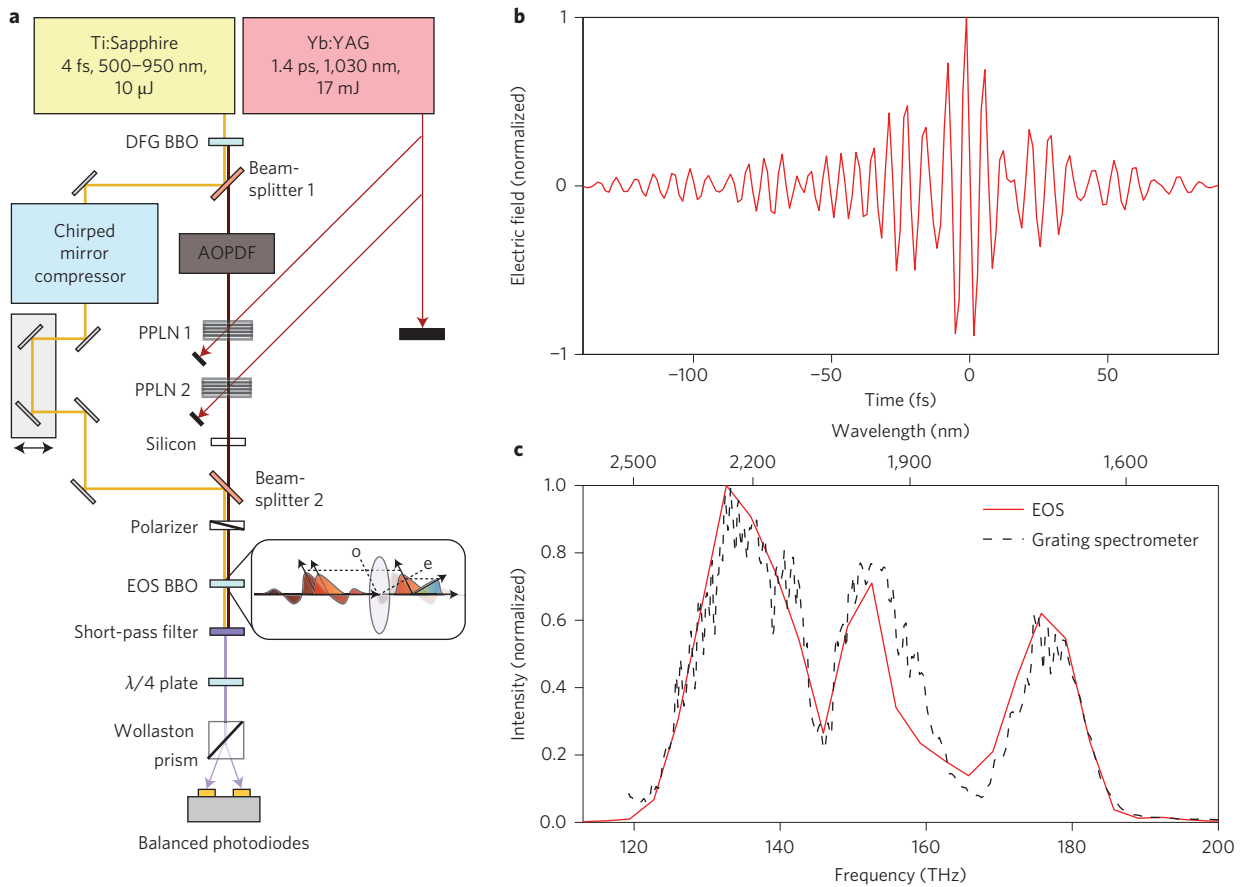 a
Ti:Sapphire
4 fs, 500–950 nm,
10 μJ
Yb:YAG
1.4 ps, 1,030 nm,
17 mJ
DFG BBO
Beam-
splitter 1
Chirped
mirror
compressor
AOPDF
PPLN 1
PPLN 2
Silicon
Beam-
splitter 2
Polarizer
o
e
EOS BBO
Short-pass filter
λ/4 plate
Wollaston
prism
Balanced photodiodes
b
Electric field (normalized)
1
0
−1
−100
−50
0
50
Time (fs)
c
Wavelength (nm)
2,500
2,200
1,900
1,600
Intensity (normalized)
1.0
0.8
0.6
0.4
0.2
0.0
EOS
Grating spectrometer
120
140
160
180
200
Frequency (THz)